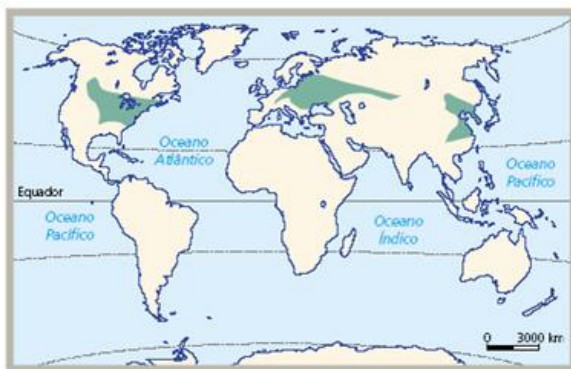 Oceano
Atlântico
Oceano
Pacífico
Equador
Oceano
Pacífico
Oceano
Índico
0 3000 km